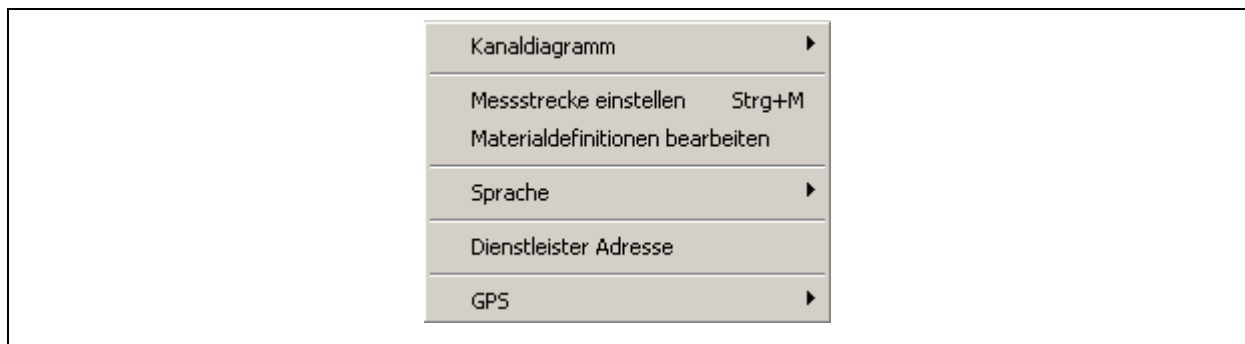 Kanaldiagramm
Messstrecke einstellen Strg+M
Materialdefinitionen bearbeiten
Sprache
Dienstleister Adresse
GPS